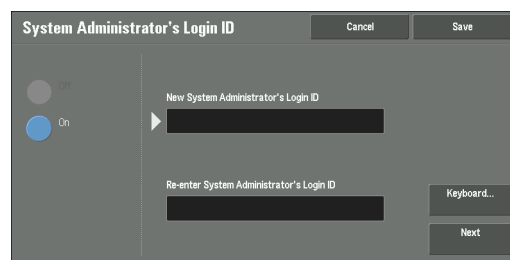 System Administrator's Login ID
Cancel
Save
Off
On
New System Administrator's Login ID
Re-enter System Administrator's Login ID
Keyboard...
Next